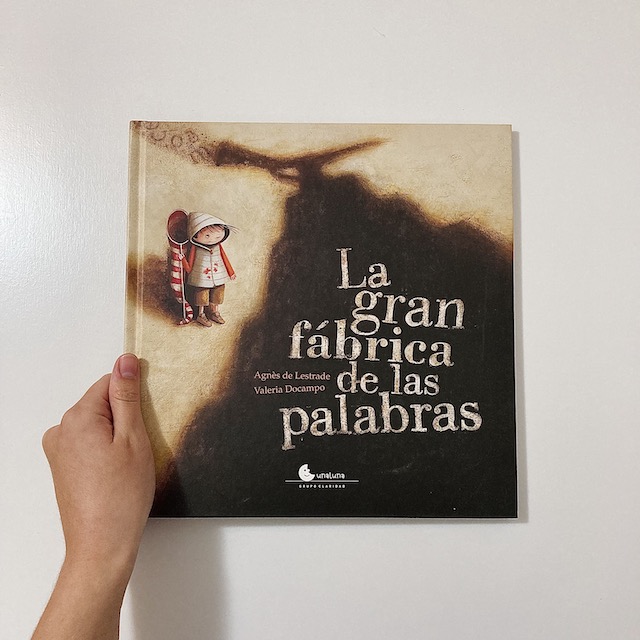 La
gran
fábrica
de las
palabras
Agnès de Lestrade
Valeria Docampo
unaluna
GRUPO CLARIDAD